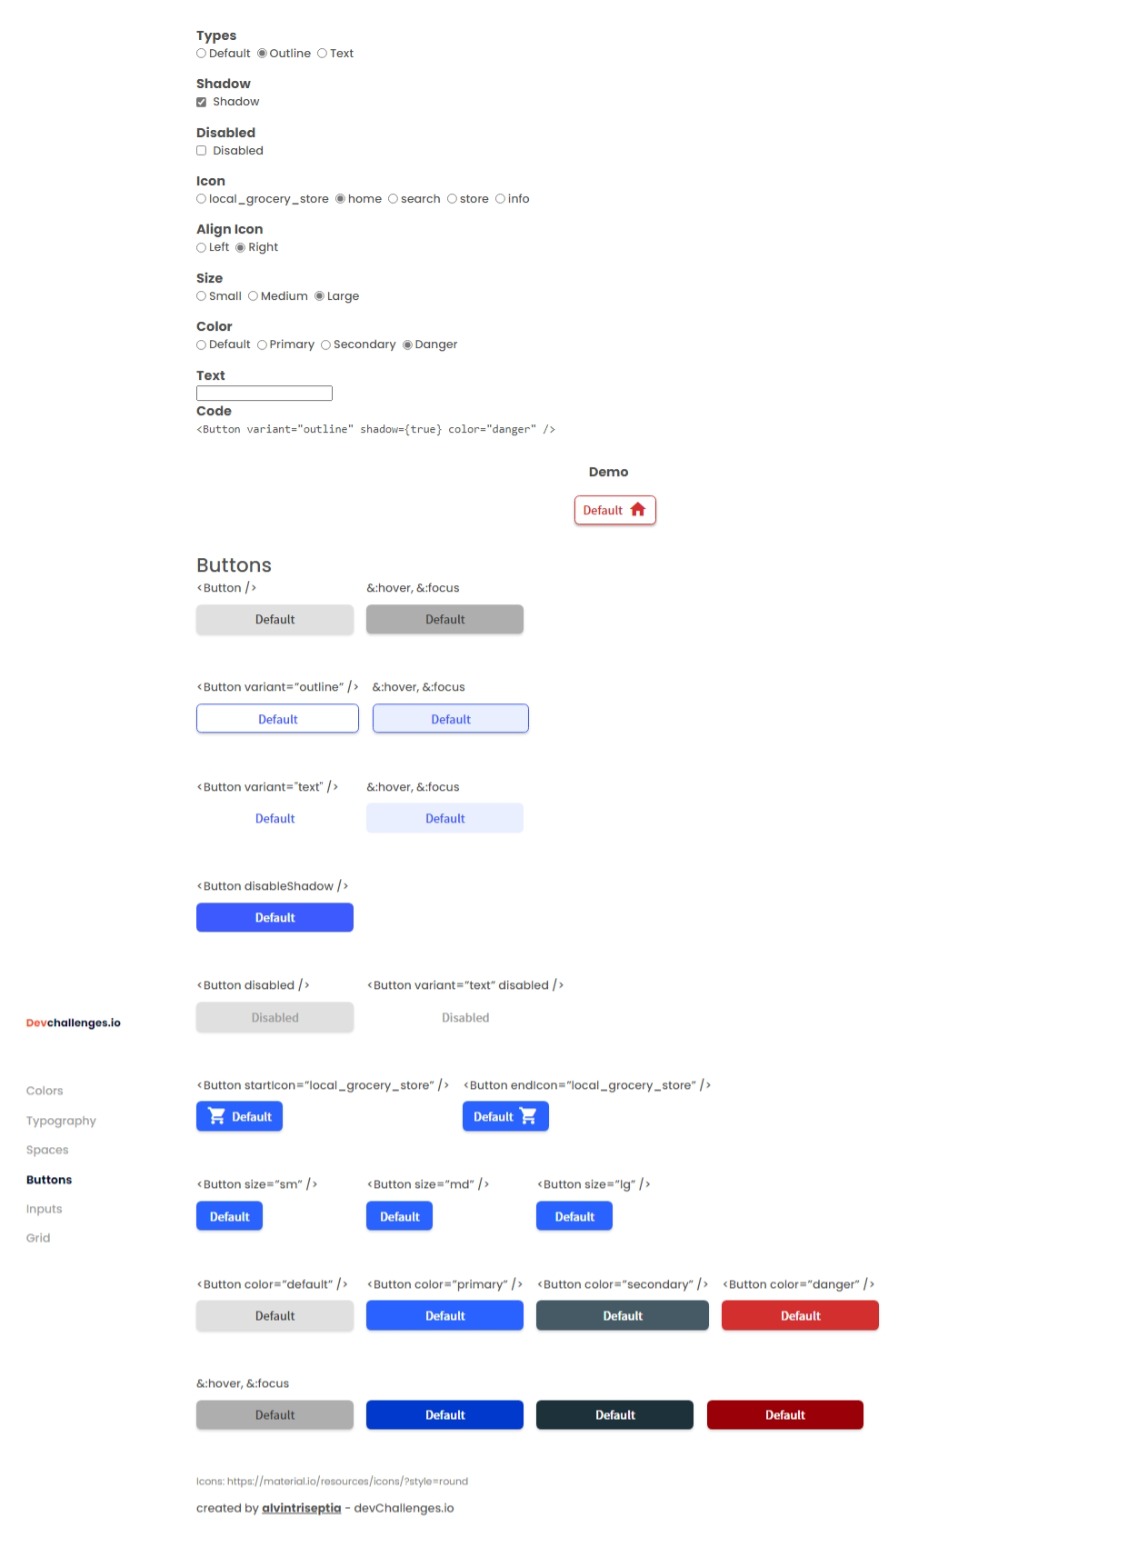 Types
Default Outline Text
Shadow
Shadow
Disabled
Disabled
Icon
local_grocery_store home search store info
Align Icon
Left Right
Size
Small Medium Large
Color
Default Primary Secondary Danger
Text
Code
<Button variant="outline" shadow={true} color="danger" />
Demo
Default
Buttons
<Button /> &:hover, &:focus
Default Default
<Button variant=“outline” /> &:hover, &:focus
Default Default
<Button variant=“text” /> &:hover, &:focus
Default Default
<Button disableShadow />
Default
<Button disabled /> <Button variant=“text” disabled />
Disabled Disabled
Devchallenges.io
Colors
Typography
Spaces
Buttons
Inputs
Grid
<Button startIcon=“local_grocery_store” /> <Button endIcon=“local_grocery_store” />
Default Default
<Button size=“sm” /> <Button size=“md” /> <Button size=“lg” />
Default Default Default
<Button color=“default” /> <Button color=“primary” /> <Button color=“secondary” /> <Button color=“danger” />
Default Default Default Default
&:hover, &:focus
Default Default Default Default
Icons: https://material.io/resources/icons/?style=round
created by alvintriseptia - devChallenges.io